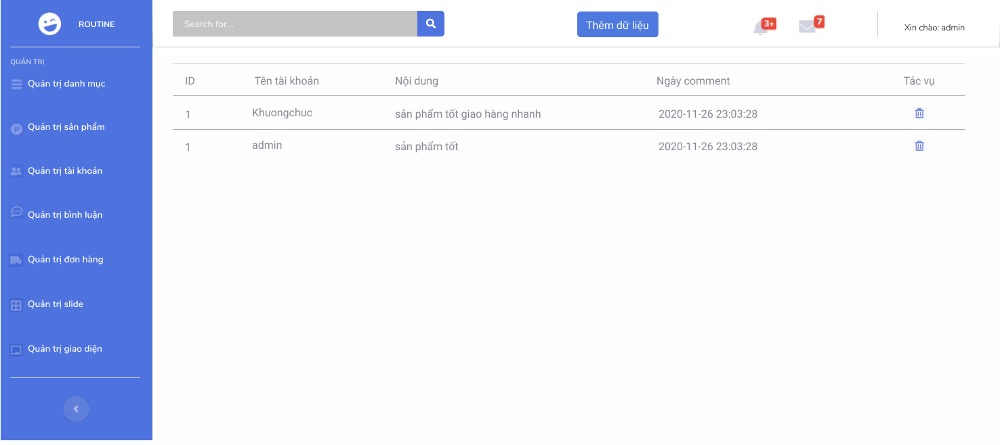 ROUTINE
Search for...
Thêm dữ liệu
3+
7
Xin chào: admin
QUẢN TRỊ
Quản trị danh mục
Quản trị sản phẩm
Quản trị tài khoản
Quản trị bình luận
Quản trị đơn hàng
Quản trị slide
Quản trị giao diện
ID Tên tài khoản Nội dung Ngày comment Tác vụ
1 Khuongchuc sản phẩm tốt giao hàng nhanh 2020-11-26 23:03:28
1 admin sản phẩm tốt 2020-11-26 23:03:28